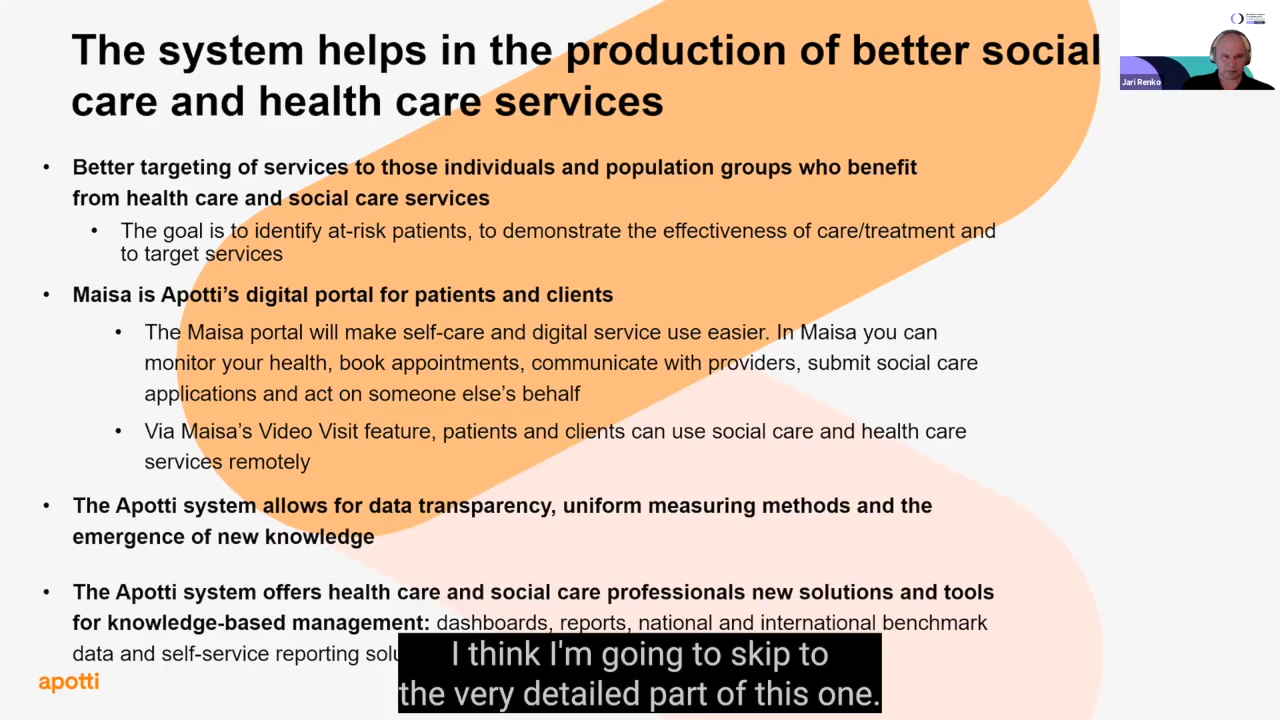 The system helps in the production of better social
care and health care services
Jari Renko
• Better targeting of services to those individuals and population groups who benefit
from health care and social care services
• The goal is to identify at-risk patients, to demonstrate the effectiveness of care/treatment and
to target services
• Maisa is Apotti’s digital portal for patients and clients
• The Maisa portal will make self-care and digital service use easier. In Maisa you can
monitor your health, book appointments, communicate with providers, submit social care
applications and act on someone else’s behalf
• Via Maisa’s Video Visit feature, patients and clients can use social care and health care
services remotely
• The Apotti system allows for data transparency, uniform measuring methods and the
emergence of new knowledge
• The Apotti system offers health care and social care professionals new solutions and tools
for knowledge-based management: dashboards, reports, national and international benchmark
data and self-service reporting
apotti
I think I'm going to skip to
the very detailed part of this one.